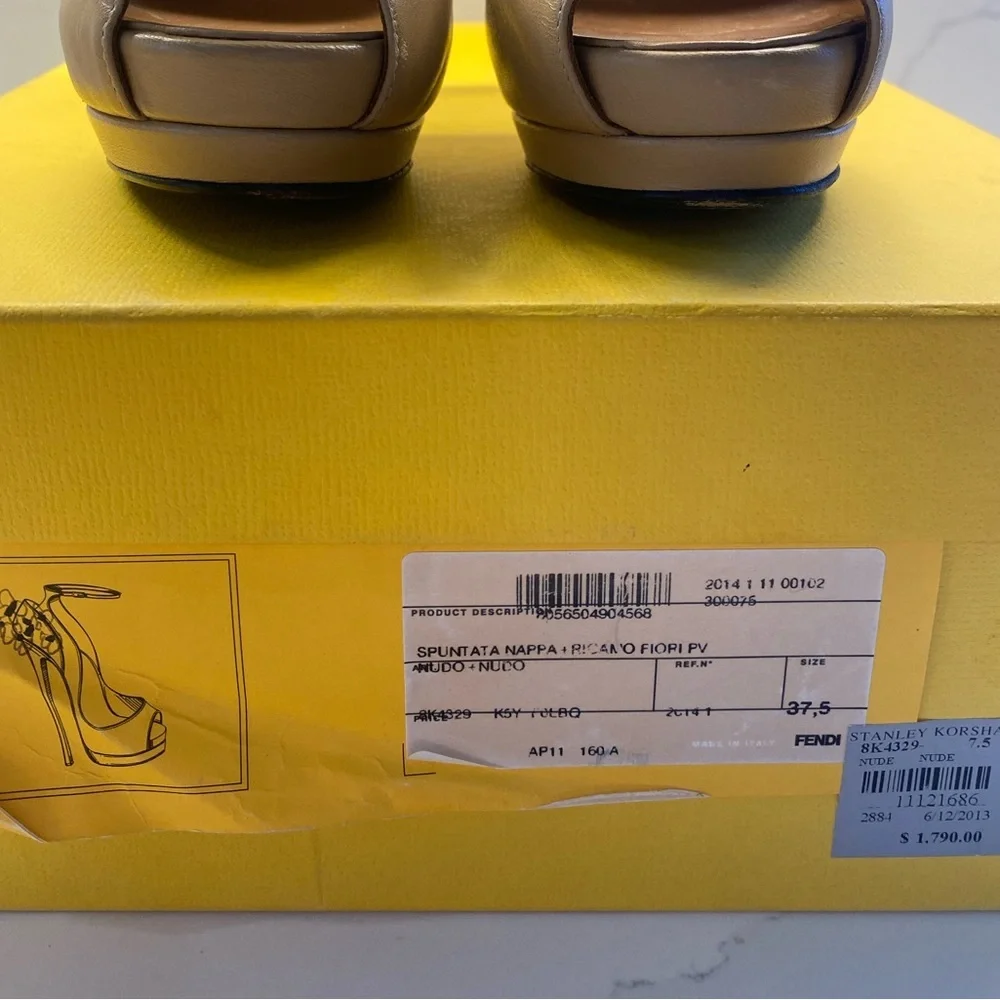 2014 1 11 00102
300075
PRODUCT DESCRIPTION
SPUNTATA NAPPA + RICAMO FIORI PV
NUDO + NUDO
REF.N°
SIZE
8K4329 K5Y
PRICE
2014 1
37,5
AP11 160 A
MADE IN ITALY
FENDI
STANLEY KORSHA
8K4329- 7.5
NUDE NUDE
11121686
2884 6/12/2013
$ 1,790.00